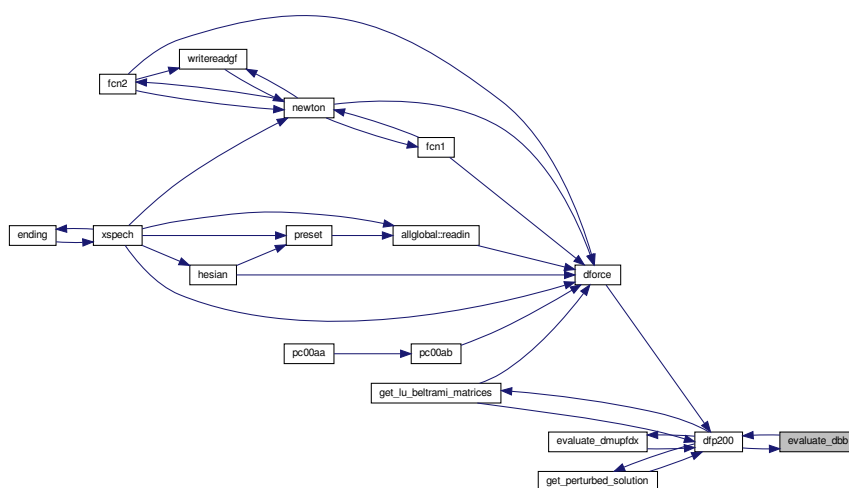 writereadgf
fcn2
newton
fcn1
ending
xspech
preset
allglobal::readin
hesian
dforce
pc00aa
pc00ab
get_lu_beltrami_matrices
evaluate_dmupfdx
dfp200
evaluate_dbb
get_perturbed_solution